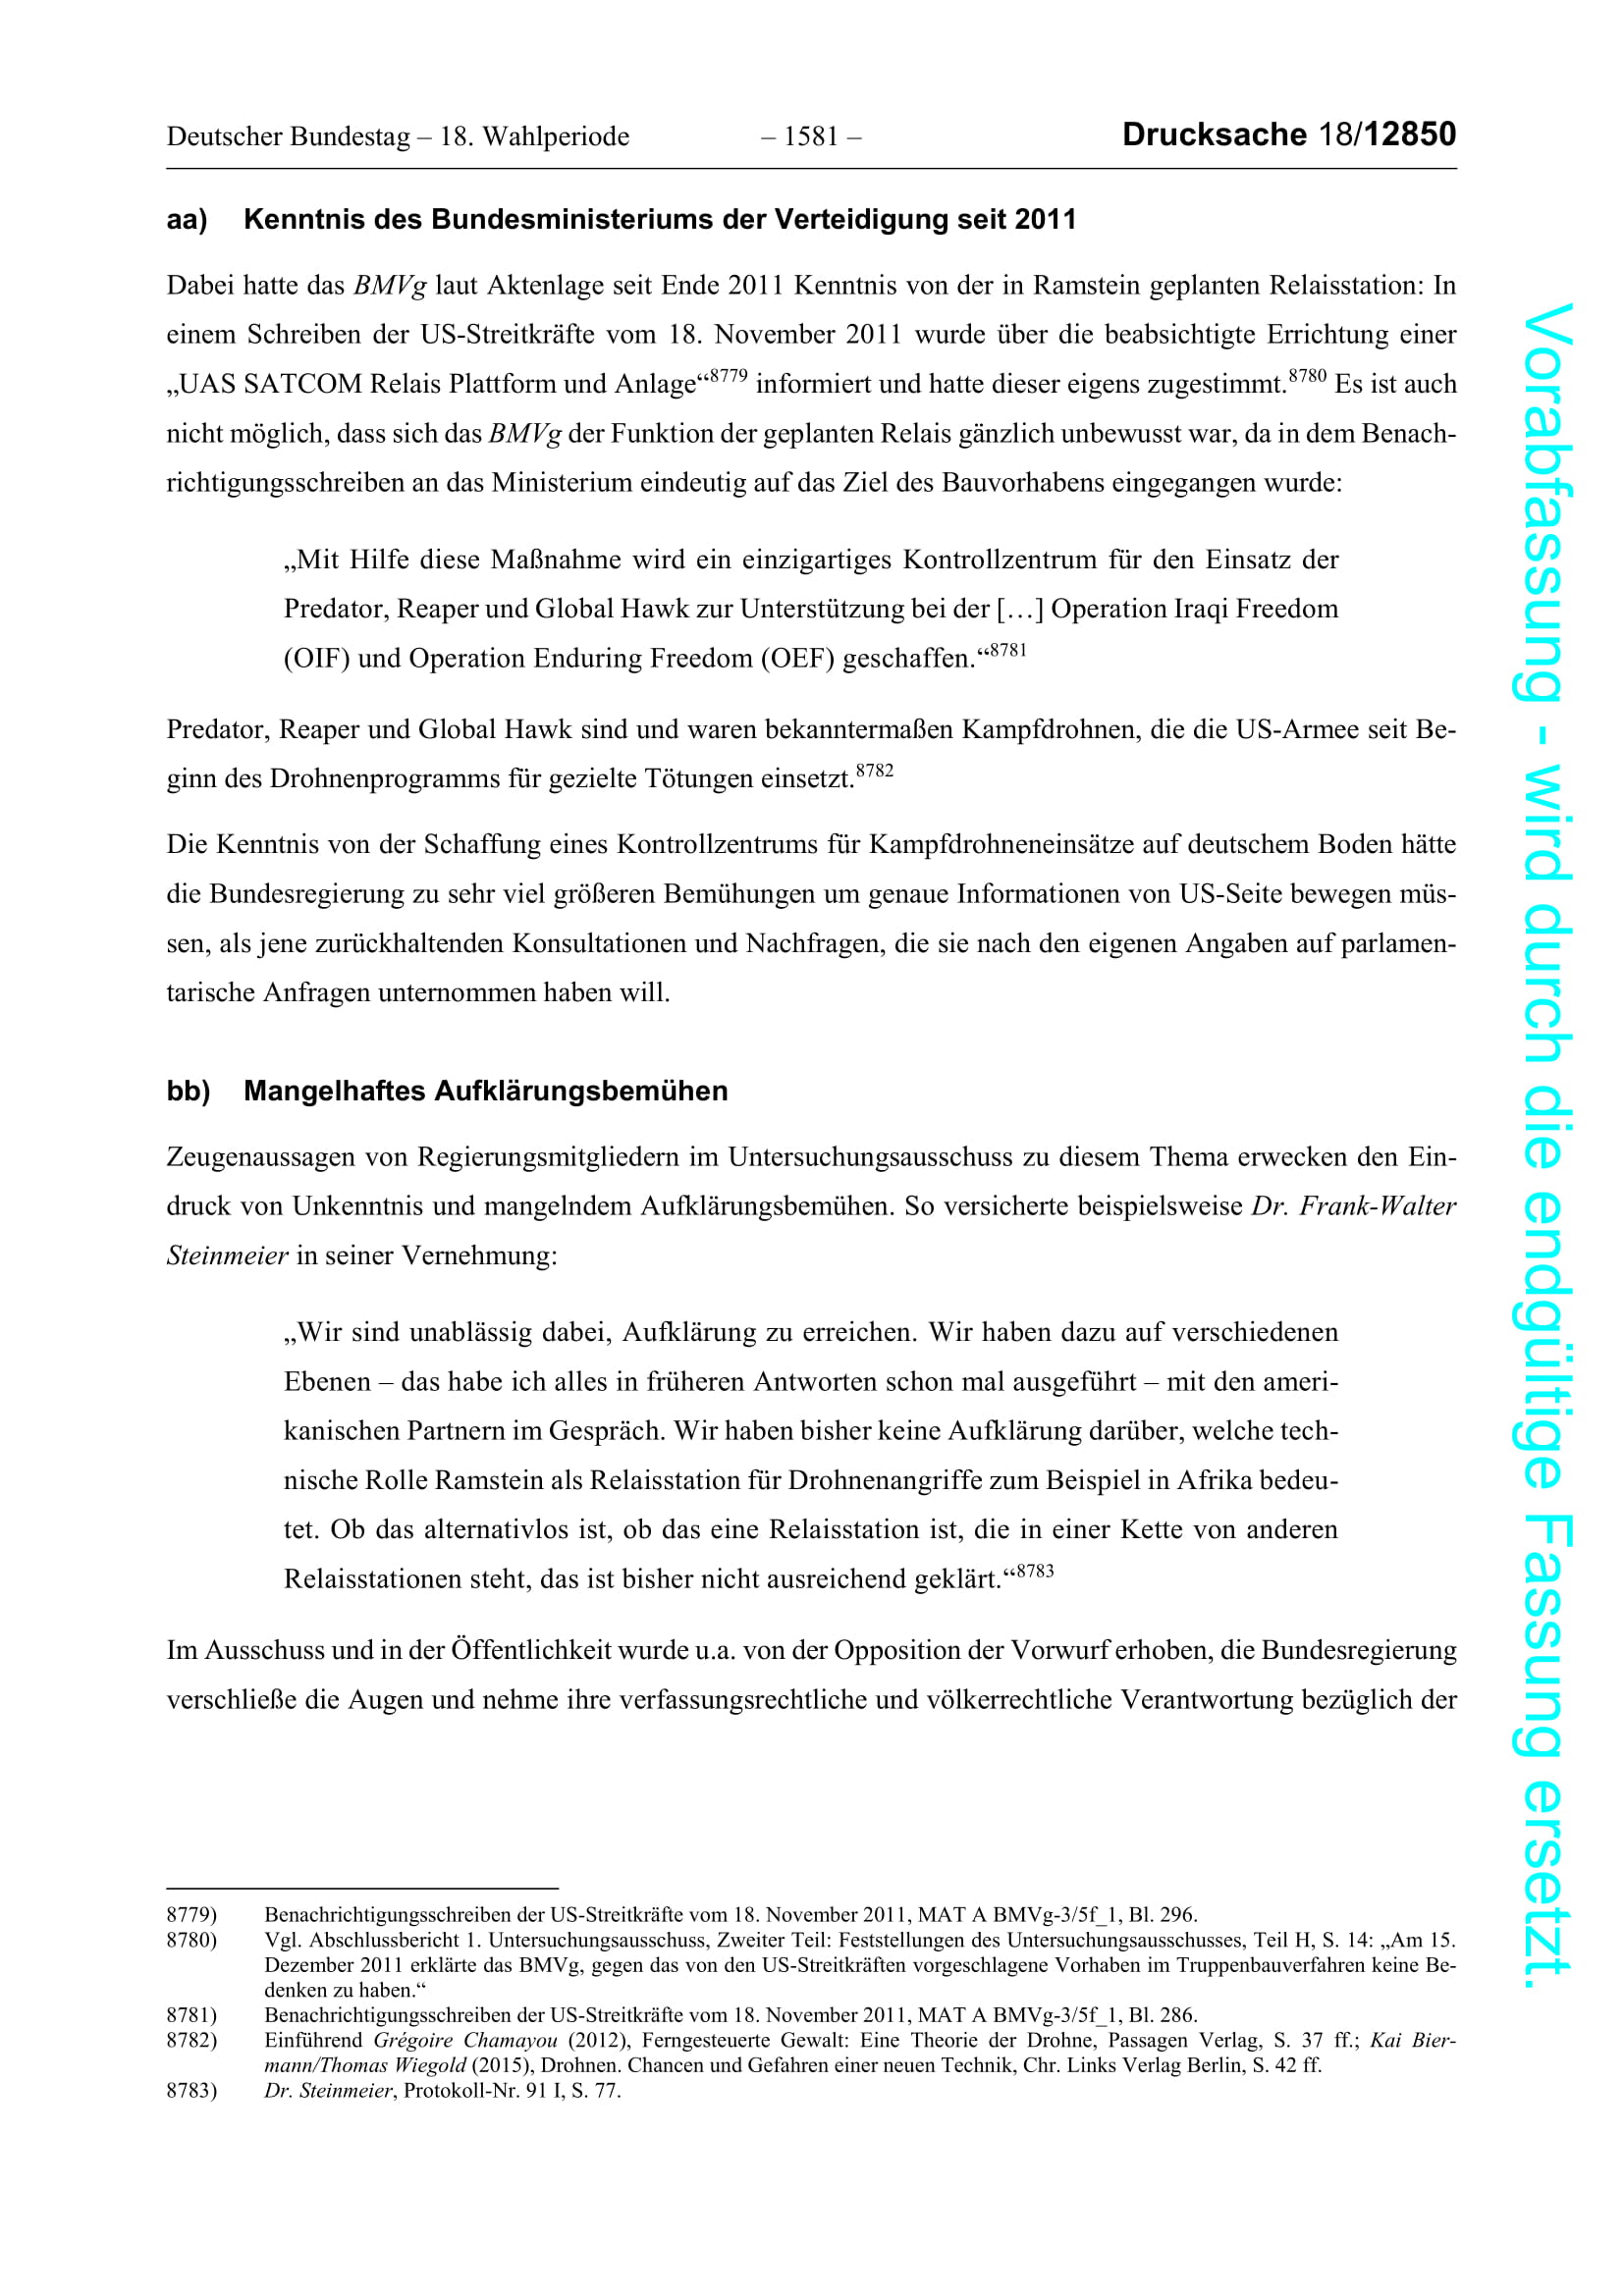 Deutscher Bundestag – 18. Wahlperiode – 1581 – Drucksache 18/12850
aa) Kenntnis des Bundesministeriums der Verteidigung seit 2011
Dabei hatte das BMVg laut Aktenlage seit Ende 2011 Kenntnis von der in Ramstein geplanten Relaisstation: In
einem Schreiben der US-Streitkräfte vom 18. November 2011 wurde über die beabsichtigte Errichtung einer
„UAS SATCOM Relais Plattform und Anlage“8779 informiert und hatte dieser eigens zugestimmt.8780 Es ist auch
nicht möglich, dass sich das BMVg der Funktion der geplanten Relais gänzlich unbewusst war, da in dem Benach-
richtigungsschreiben an das Ministerium eindeutig auf das Ziel des Bauvorhabens eingegangen wurde:
„Mit Hilfe diese Maßnahme wird ein einzigartiges Kontrollzentrum für den Einsatz der
Predator, Reaper und Global Hawk zur Unterstützung bei der […] Operation Iraqi Freedom
(OIF) und Operation Enduring Freedom (OEF) geschaffen.“8781
Predator, Reaper und Global Hawk sind und waren bekanntermaßen Kampfdrohnen, die die US-Armee seit Be-
ginn des Drohnenprogramms für gezielte Tötungen einsetzt.8782
Die Kenntnis von der Schaffung eines Kontrollzentrums für Kampfdrohneneinsätze auf deutschem Boden hätte
die Bundesregierung zu sehr viel größeren Bemühungen um genaue Informationen von US-Seite bewegen müs-
sen, als jene zurückhaltenden Konsultationen und Nachfragen, die sie nach den eigenen Angaben auf parlamen-
tarische Anfragen unternommen haben will.
bb) Mangelhaftes Aufklärungsbemühen
Zeugenaussagen von Regierungsmitgliedern im Untersuchungsausschuss zu diesem Thema erwecken den Ein-
druck von Unkenntnis und mangelndem Aufklärungsbemühen. So versicherte beispielsweise Dr. Frank-Walter
Steinmeier in seiner Vernehmung:
„Wir sind unablässig dabei, Aufklärung zu erreichen. Wir haben dazu auf verschiedenen
Ebenen – das habe ich alles in früheren Antworten schon mal ausgeführt – mit den ameri-
kanischen Partnern im Gespräch. Wir haben bisher keine Aufklärung darüber, welche tech-
nische Rolle Ramstein als Relaisstation für Drohnenangriffe zum Beispiel in Afrika bedeu-
tet. Ob das alternativlos ist, ob das eine Relaisstation ist, die in einer Kette von anderen
Relaisstationen steht, das ist bisher nicht ausreichend geklärt.“8783
Im Ausschuss und in der Öffentlichkeit wurde u.a. von der Opposition der Vorwurf erhoben, die Bundesregierung
verschließe die Augen und nehme ihre verfassungsrechtliche und völkerrechtliche Verantwortung bezüglich der
8779) Benachrichtigungsschreiben der US-Streitkräfte vom 18. November 2011, MAT A BMVg-3/5f_1, Bl. 296.
8780) Vgl. Abschlussbericht 1. Untersuchungsausschuss, Zweiter Teil: Feststellungen des Untersuchungsausschusses, Teil H, S. 14: „Am 15.
Dezember 2011 erklärte das BMVg, gegen das von den US-Streitkräften vorgeschlagene Vorhaben im Truppenbauverfahren keine Be-
denken zu haben.“
8781) Benachrichtigungsschreiben der US-Streitkräfte vom 18. November 2011, MAT A BMVg-3/5f_1, Bl. 286.
8782) Einführend Grégoire Chamayou (2012), Ferngesteuerte Gewalt: Eine Theorie der Drohne, Passagen Verlag, S. 37 ff.; Kai Bier-
mann/Thomas Wiegold (2015), Drohnen. Chancen und Gefahren einer neuen Technik, Chr. Links Verlag Berlin, S. 42 ff.
8783) Dr. Steinmeier, Protokoll-Nr. 91 I, S. 77.
Vorabfassung - wird durch die endgültige Fassung ersetzt.